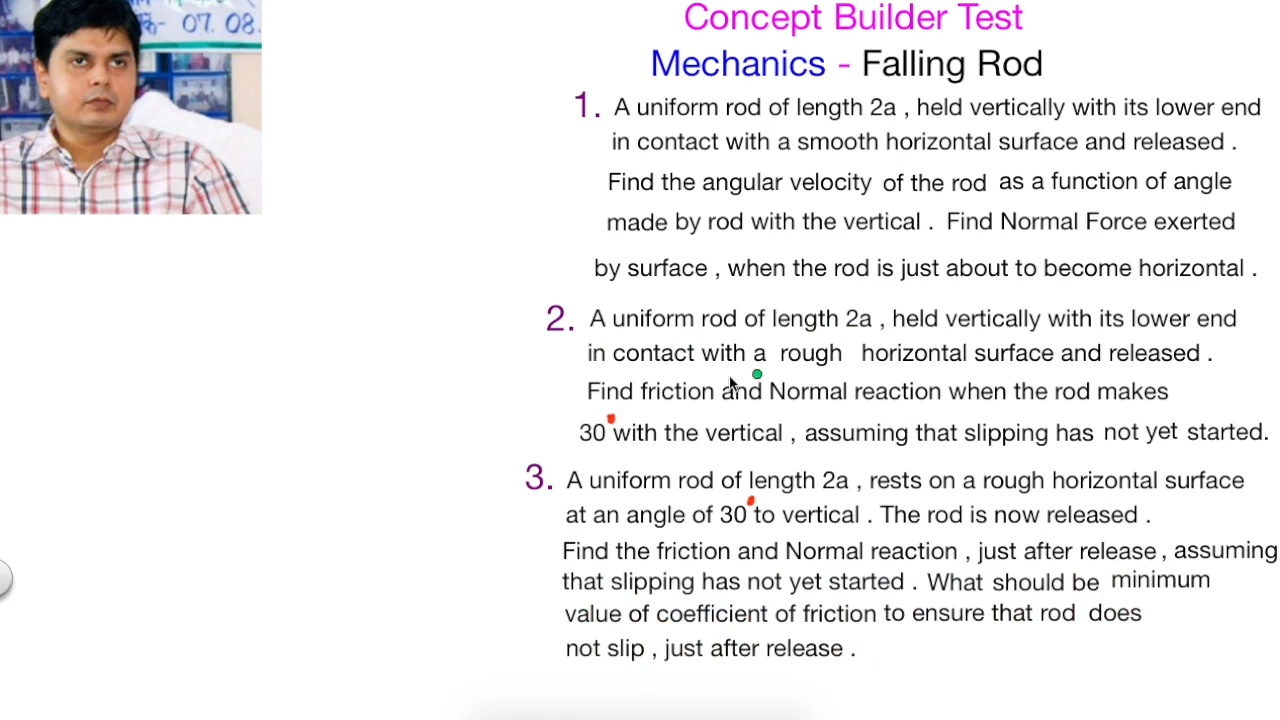 क- 07. 08.
Concept Builder Test
Mechanics - Falling Rod
1. A uniform rod of length 2a , held vertically with its lower end
in contact with a smooth horizontal surface and released .
Find the angular velocity of the rod as a function of angle
made by rod with the vertical . Find Normal Force exerted
by surface , when the rod is just about to become horizontal .
2. A uniform rod of length 2a , held vertically with its lower end
in contact with a rough horizontal surface and released .
Find friction and Normal reaction when the rod makes
30 with the vertical , assuming that slipping has not yet started.
3. A uniform rod of length 2a , rests on a rough horizontal surface
at an angle of 30 to vertical . The rod is now released .
Find the friction and Normal reaction , just after release , assuming
that slipping has not yet started . What should be minimum
value of coefficient of friction to ensure that rod does
not slip , just after release .